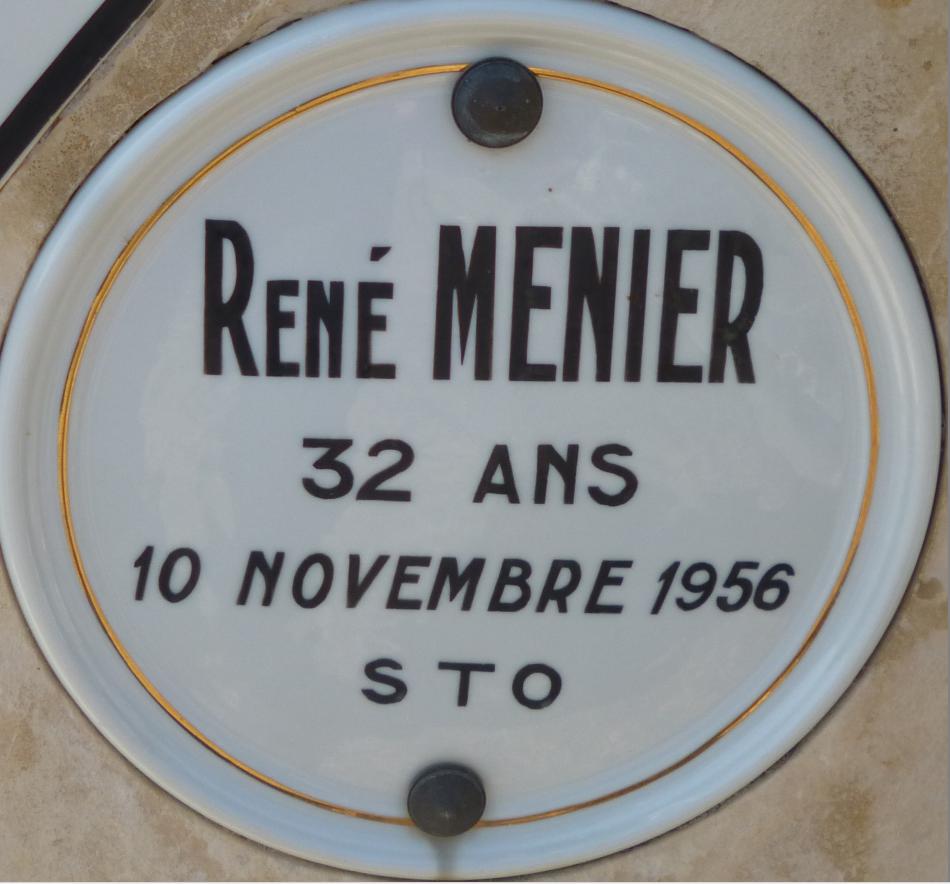 RENÉ MENIER
32 ANS
10 NOVEMBRE 1956
STO